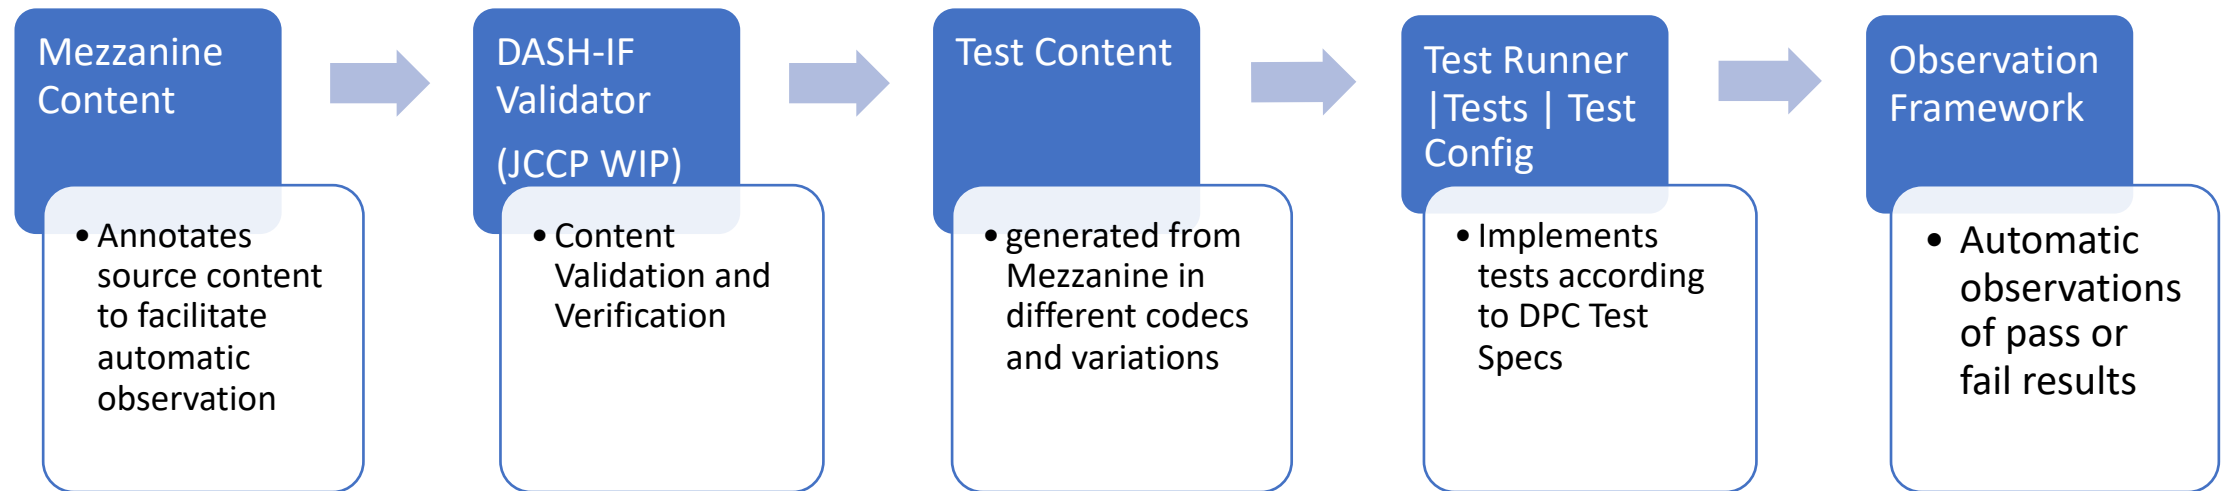 Mezzanine
Content
• Annotates
source content
to facilitate
automatic
observation
DASH-IF
Validator
(JCCP WIP)
• Content
Validation and
Verification
Test Content
• generated from
Mezzanine in
different codecs
and variations
Test Runner
|Tests | Test
Config
• Implements
tests according
to DPC Test
Specs
Observation
Framework
• Automatic
observations
of pass or
fail results